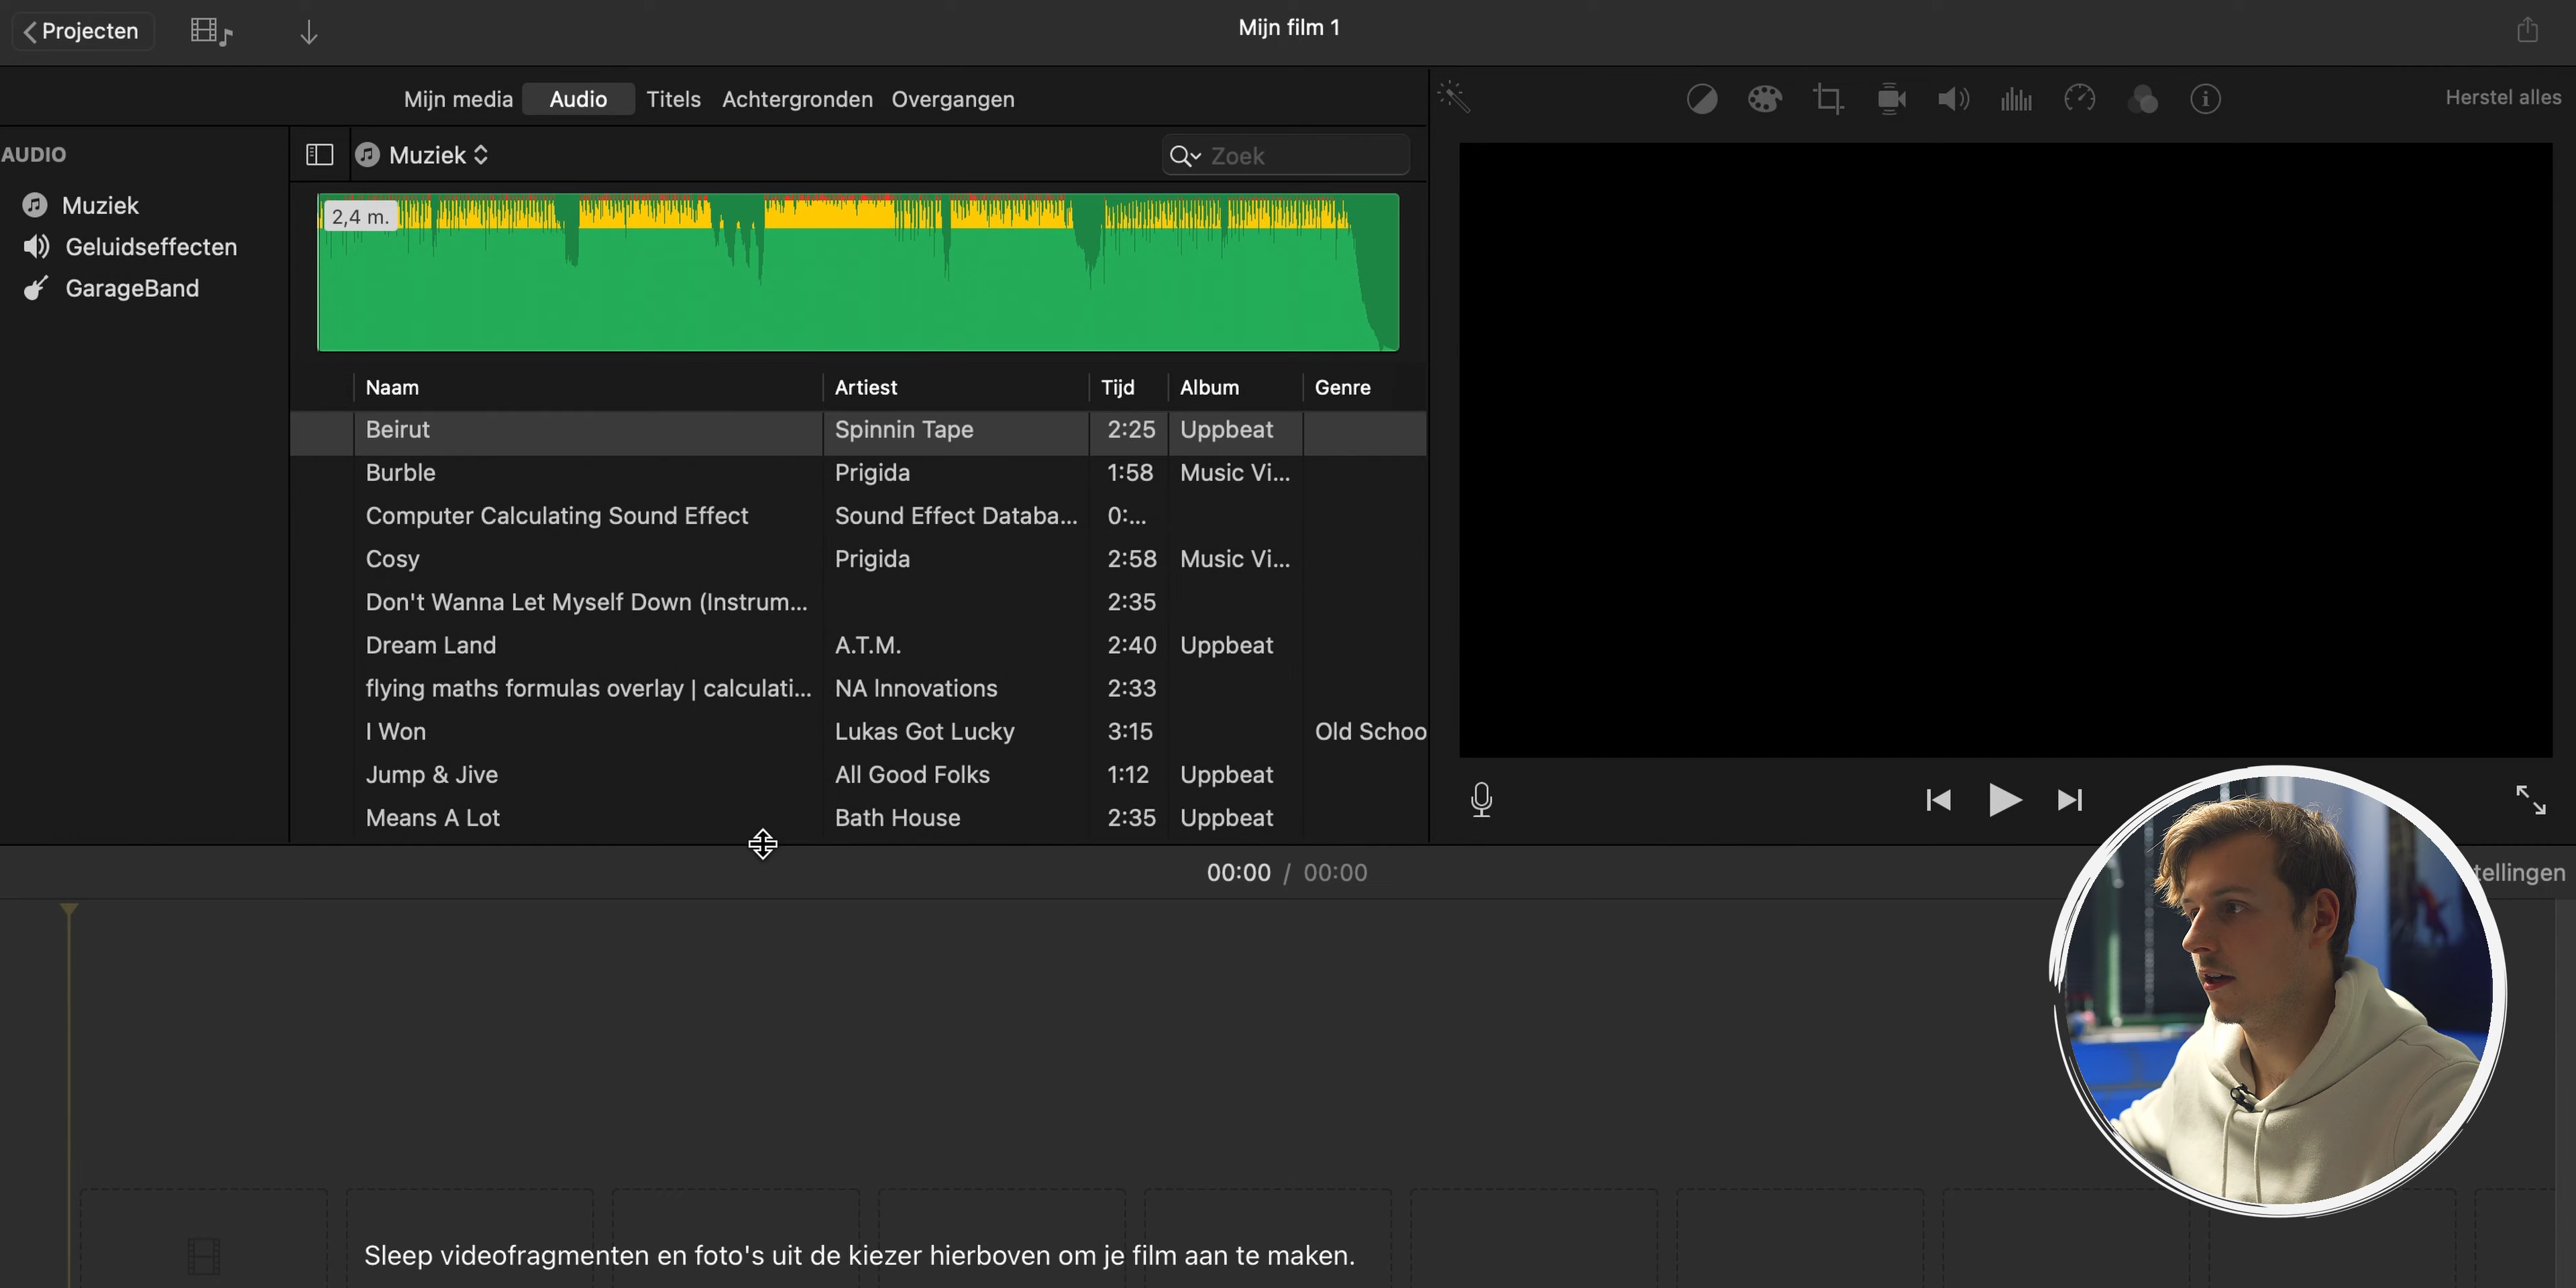 Projecten
Mijn film 1
Mijn media Audio Titels Achtergronden Overgangen
Herstel alles
AUDIO
Muziek
Geluidseffecten
GarageBand
Muziek
Zoek
2,4 m.
Naam Artiest Tijd Album Genre
Beirut Spinnin Tape 2:25 Uppbeat
Burble Prigida 1:58 Music Vi...
Computer Calculating Sound Effect Sound Effect Databa... 0:...
Cosy Prigida 2:58 Music Vi...
Don't Wanna Let Myself Down (Instrum... 2:35
Dream Land A.T.M. 2:40 Uppbeat
flying maths formulas overlay | calculati... NA Innovations 2:33
I Won Lukas Got Lucky 3:15 Old Schoo
Jump & Jive All Good Folks 1:12 Uppbeat
Means A Lot Bath House 2:35 Uppbeat
00:00 / 00:00
tellingen
Sleep videofragmenten en foto's uit de kiezer hierboven om je film aan te maken.